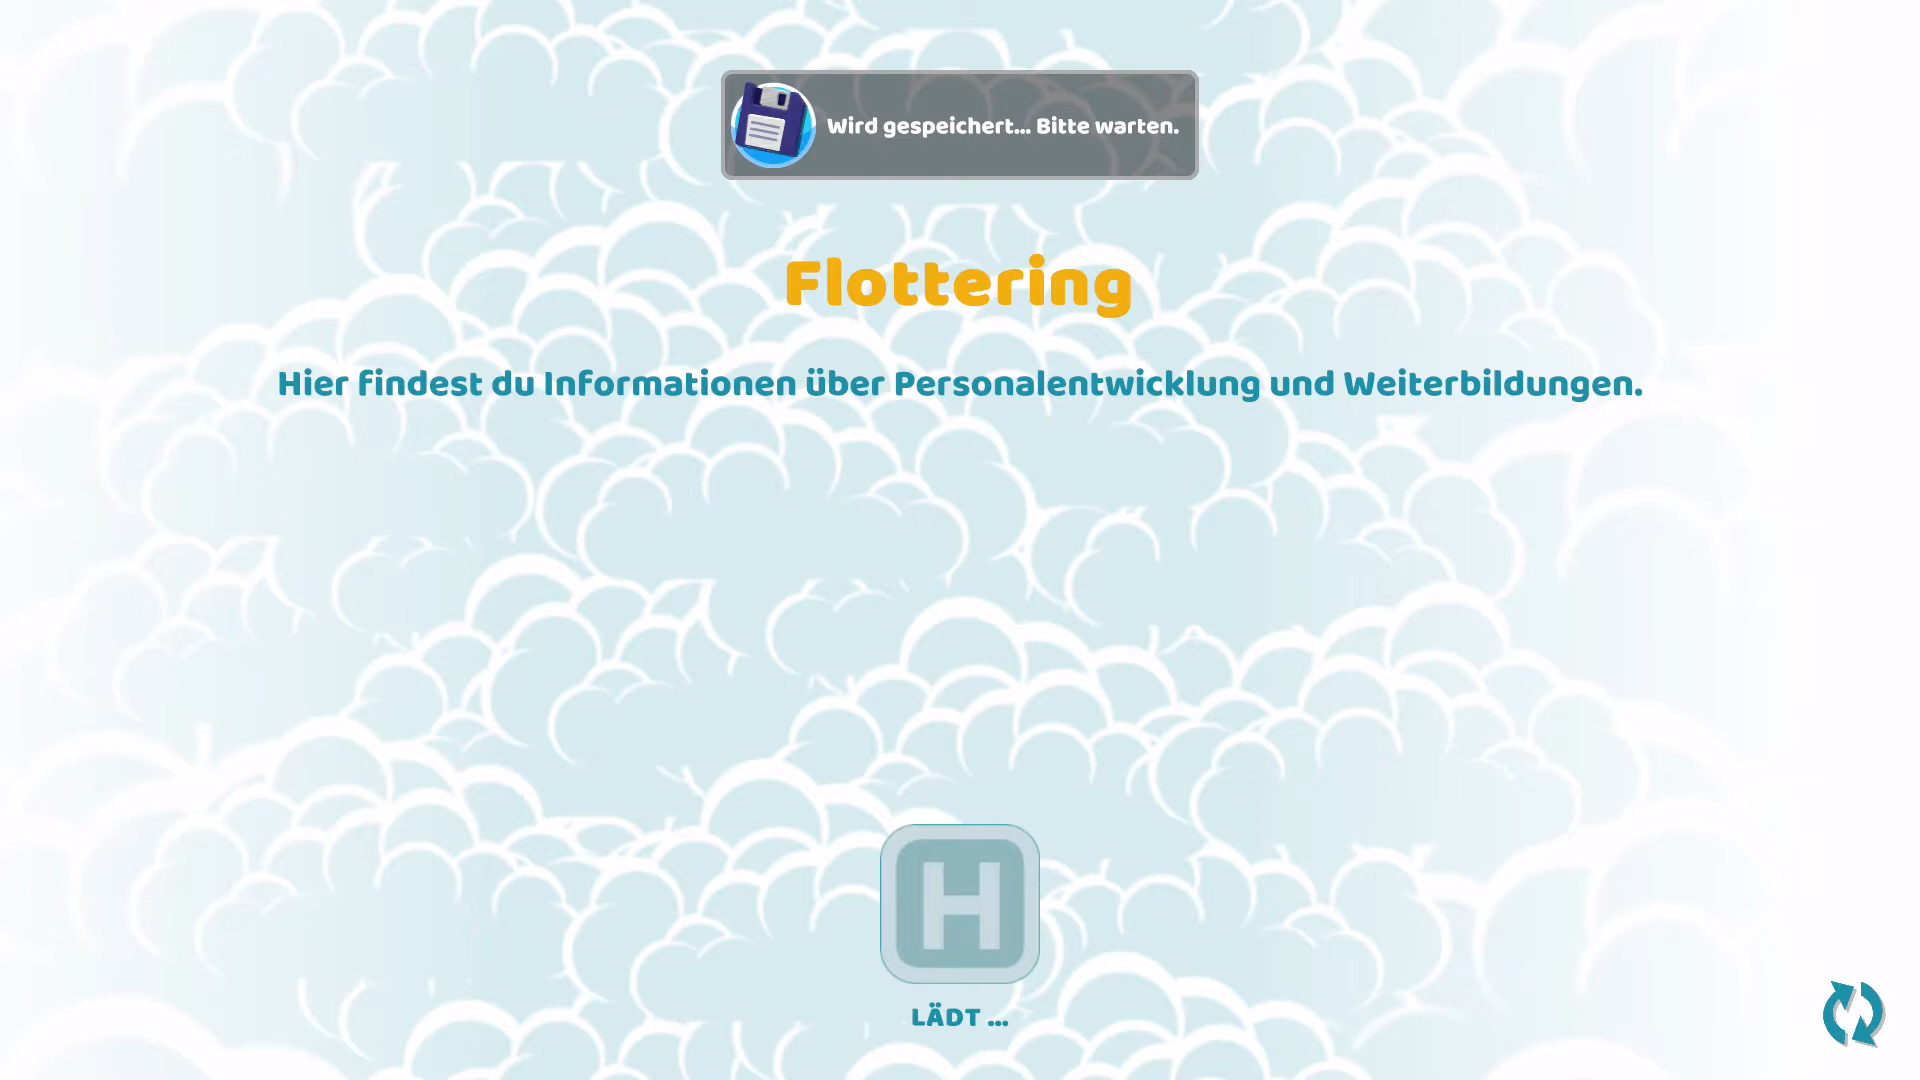 Wird gespeichert... Bitte warten.
Flottering
Hier findest du Informationen über Personalentwicklung und Weiterbildungen.
H
LÄDT ...